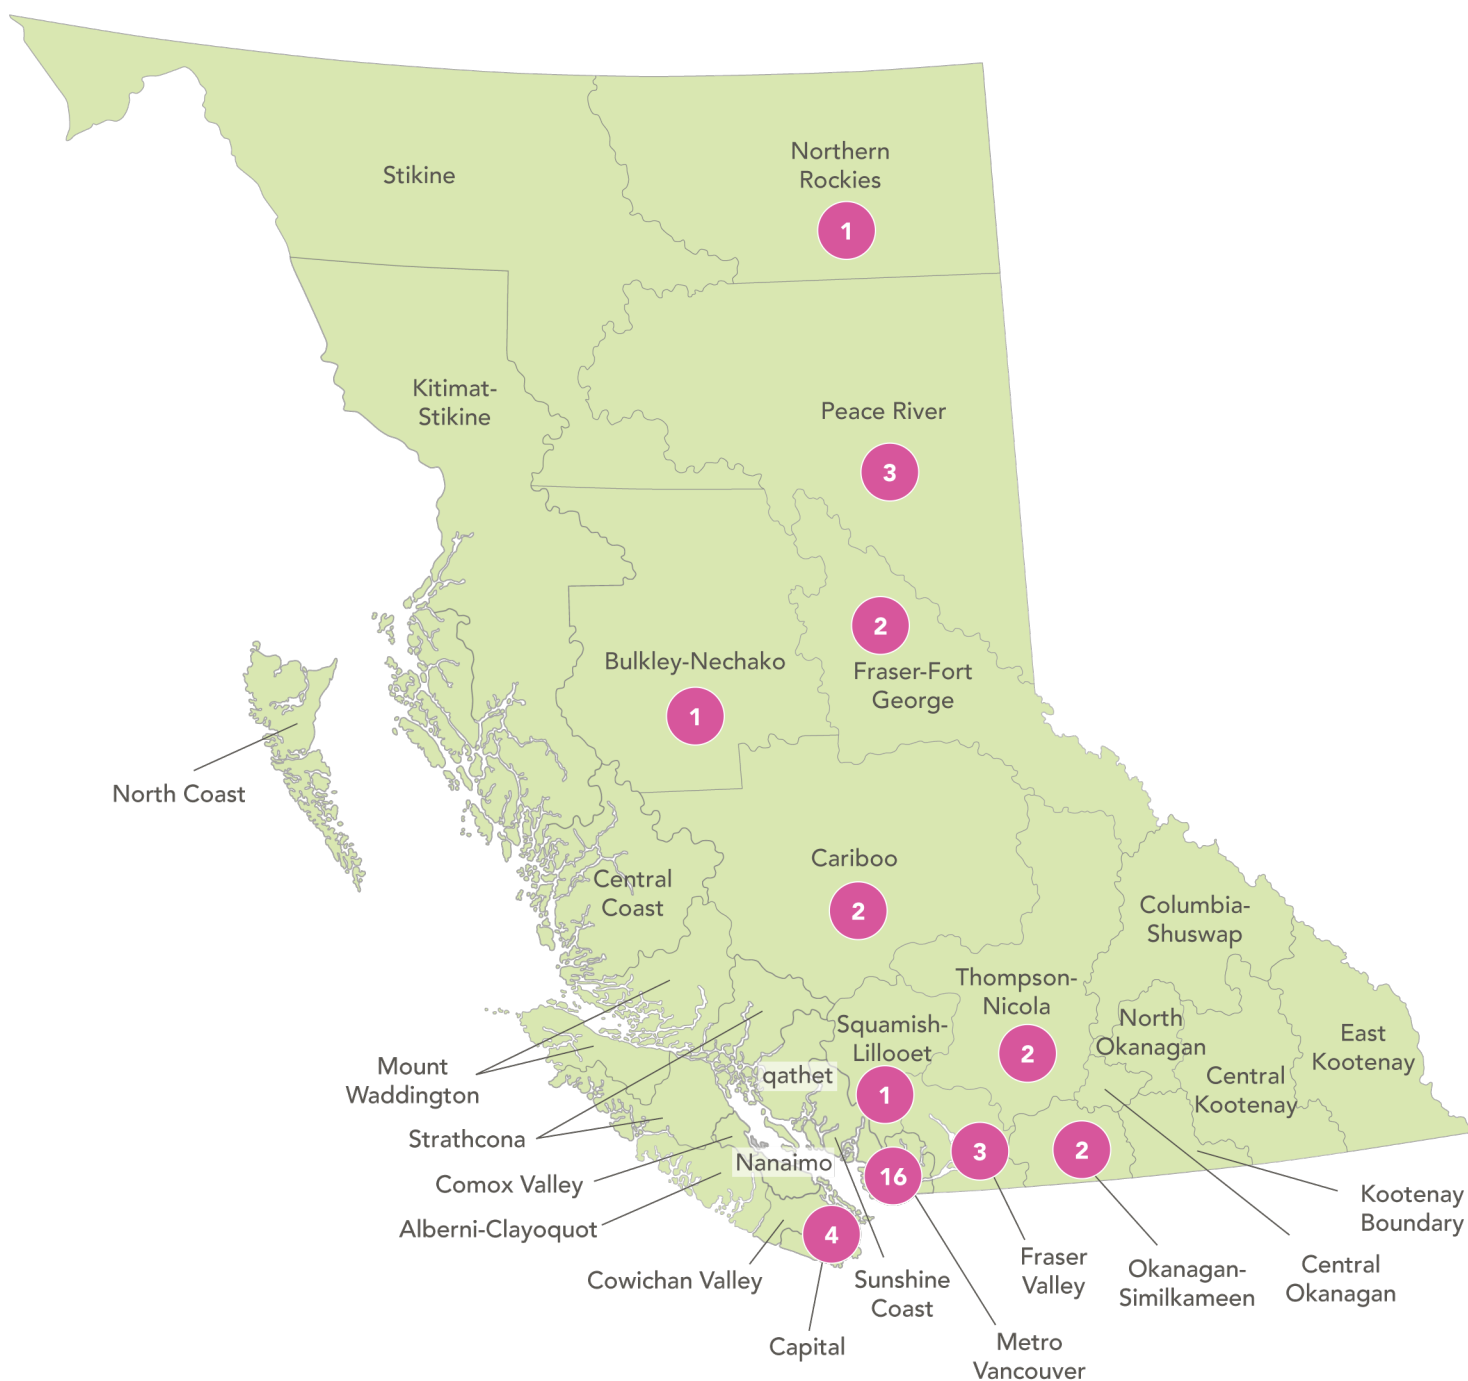 Northern
Rockies
1
Stikine
Kitimat-
Stikine
Peace River
3
2
Fraser-Fort
George
Bulkley-Nechako
1
North Coast
Cariboo
2
Central
Coast
Columbia-
Shuswap
Thompson-
Nicola
2
Squamish-
Lillooet
1
North
Okanagan
East
Kootenay
Central
Kootenay
qathet
Mount
Waddington
Strathcona
Comox Valley
Nanaimo
Alberni-Clayoquot
16
3
2
4
Kootenay
Boundary
Cowichan Valley
Sunshine
Coast
Fraser
Valley
Okanagan-
Similkameen
Central
Okanagan
Capital
Metro
Vancouver